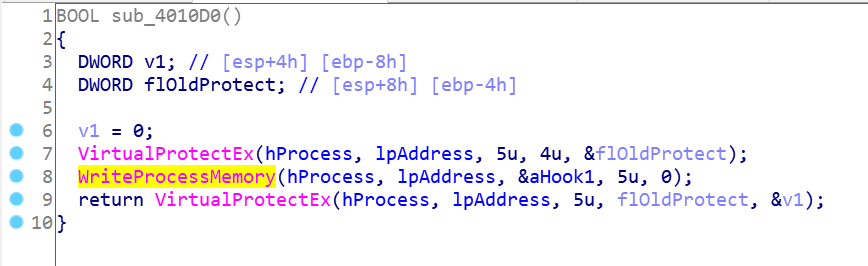 1 BOOL sub_4010D0()
2 {
3 DWORD v1; // [esp+4h] [ebp-8h]
4 DWORD flOldProtect; // [esp+8h] [ebp-4h]
5
6 v1 = 0;
7 VirtualProtectEx(hProcess, lpAddress, 5u, 4u, &flOldProtect);
8 WriteProcessMemory(hProcess, lpAddress, &aHook1, 5u, 0);
9 return VirtualProtectEx(hProcess, lpAddress, 5u, flOldProtect, &v1);
10 }